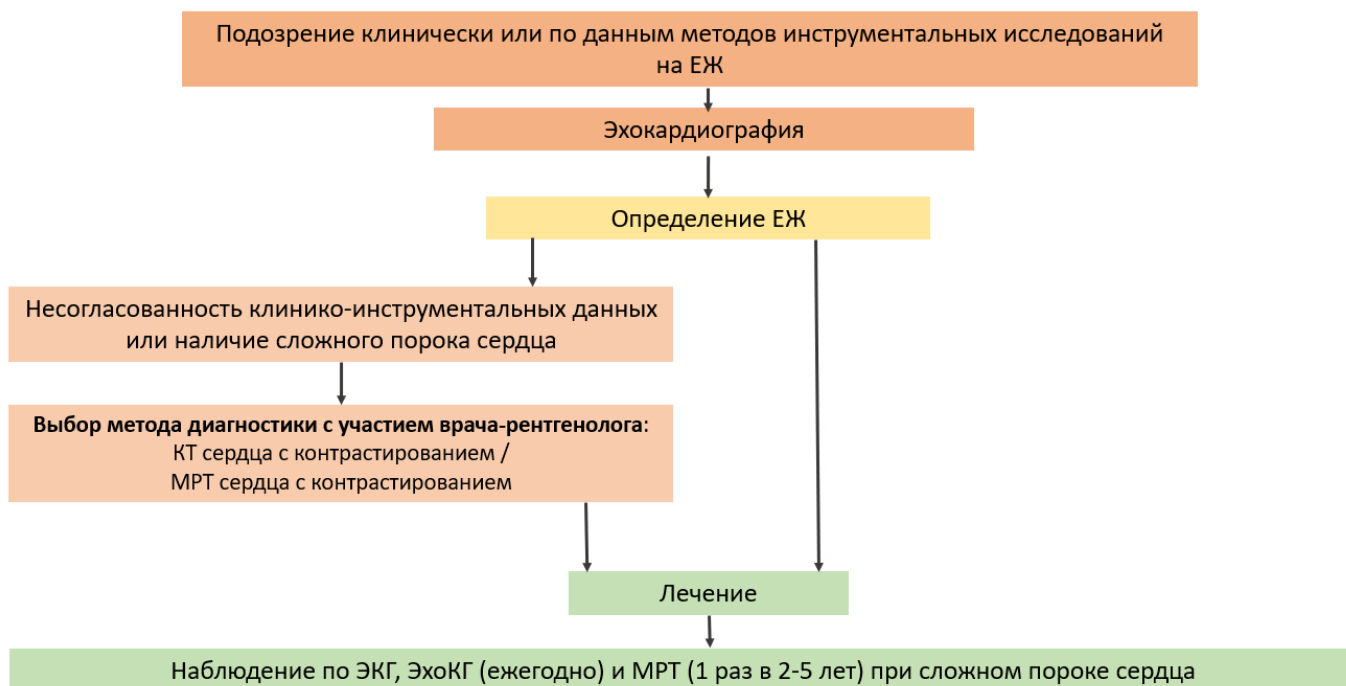 Подозрение клинически или по данным методов инструментальных исследований
на ЕЖ
Эхокардиография
Определение ЕЖ
Несогласованность клинико-инструментальных данных
или наличие сложного порока сердца
Выбор метода диагностики с участием врача-рентгенолога:
КТ сердца с контрастированием /
МРТ сердца с контрастированием
Лечение
Наблюдение по ЭКГ, ЭхоКГ (ежегодно) и МРТ (1 раз в 2-5 лет) при сложном пороке сердца